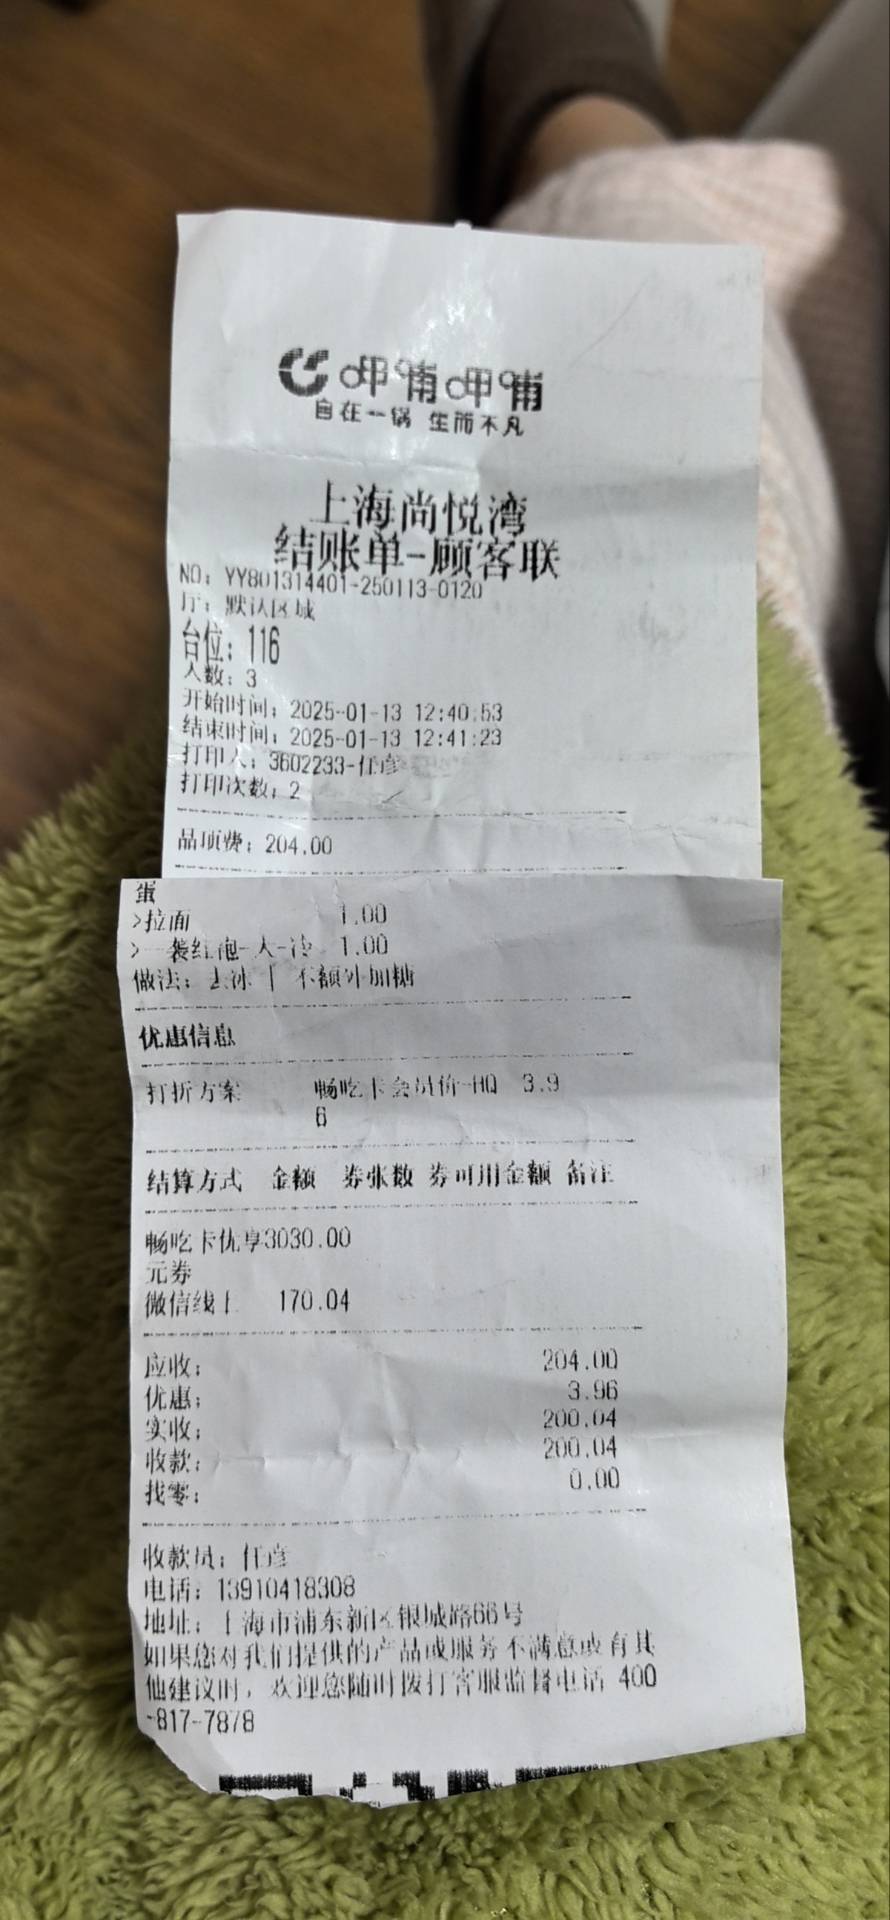 呷哺呷哺
自在一锅 生而不凡
上海尚悦湾
结账单-顾客联
NO: YY801314401-250113-0120
厅: 默认区域
台位: 116
人数: 3
开始时间: 2025-01-13 12:40:53
结束时间: 2025-01-13 12:41:23
打印人: 3602233-任彦
打印次数: 2
品项费: 204.00
蛋
>拉面 1.00
>一袭红袍-大-冷 1.00
做法: 去冰 | 不额外加糖
优惠信息
打折方案 畅吃卡会员价-HQ 3.9
6
结算方式 金额 券张数 券可用金额 备注
畅吃卡优享3030.00
元券
微信线上 170.04
应收: 204.00
优惠: 3.96
实收: 200.04
收款: 200.04
找零: 0.00
收款员: 任彦
电话: 13910418308
地址: 上海市浦东新区银城路66号
如果您对我们提供的产品或服务不满意或有其
他建议时, 欢迎您随时拨打客服监督电话 400
-817-7878